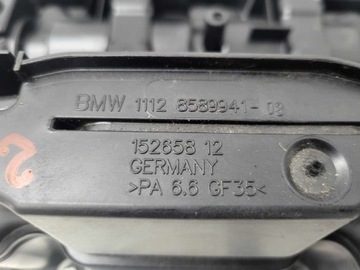 BMW 1112 8589941-03
152658 12
GERMANY
>PA 6.6 GF35<
2